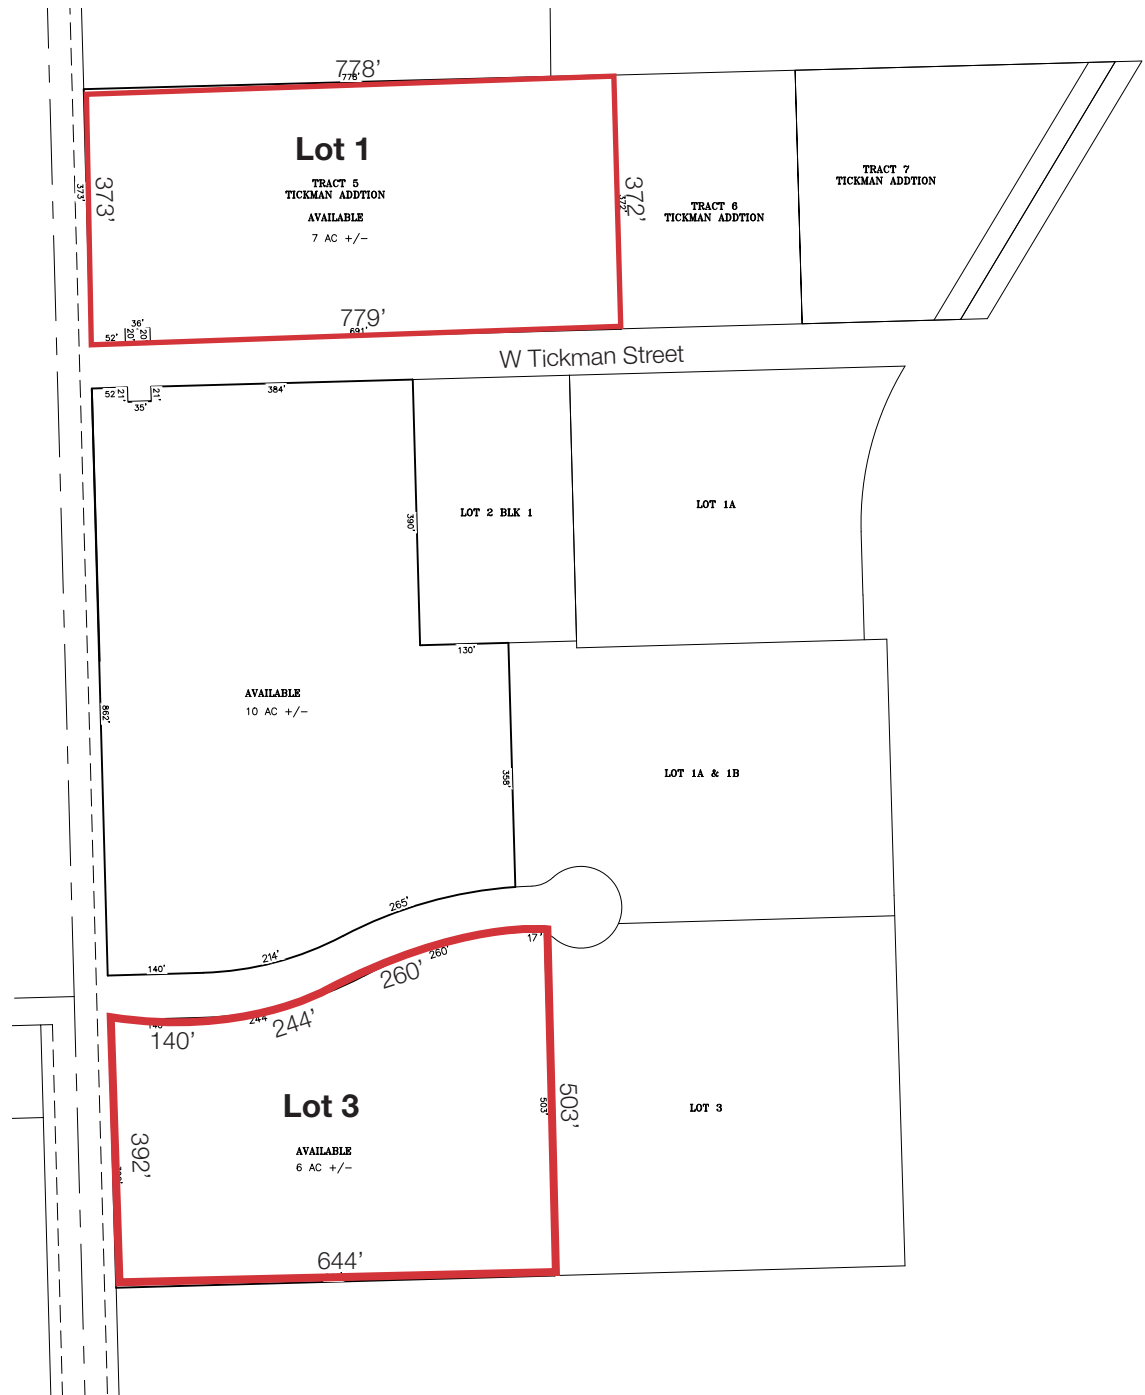 778’
778'
Lot 1
TRACT 5
TICKMAN ADDTION
AVAILABLE
7 AC +/-
373'
373’
372’
372'
TRACT 6
TICKMAN ADDTION
TRACT 7
TICKMAN ADDTION
779’
691'
36'
52'
20'
20'
W Tickman Street
52'
21'
35'
21'
384'
390'
LOT 2 BLK 1
LOT 1A
130'
AVAILABLE
10 AC +/-
862'
358'
LOT 1A & 1B
265'
214'
140'
17'
260'
260’
244'
244’
140’
Lot 3
AVAILABLE
6 AC +/-
392’
503'
503’
LOT 3
644’